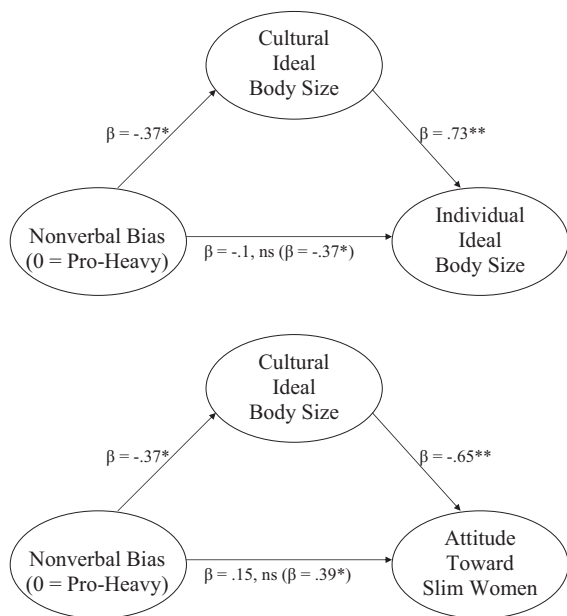 Cultural
Ideal
Body Size
β = -.37*
β = .73**
Nonverbal Bias
(0 = Pro-Heavy)
β = -.1, ns (β = -.37*)
Individual
Ideal
Body Size
Cultural
Ideal
Body Size
β = -.37*
β = -.65**
Nonverbal Bias
(0 = Pro-Heavy)
β = .15, ns (β = .39*)
Attitude
Toward
Slim Women